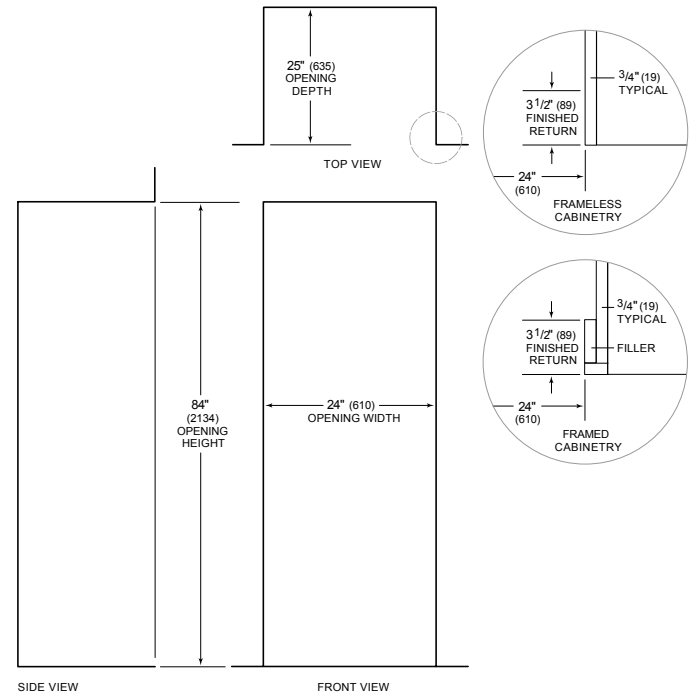 25" (635)
OPENING
DEPTH
TOP VIEW
3/4" (19)
TYPICAL
3 1/2" (89)
FINISHED
RETURN
24"
(610)
FRAMELESS
CABINETRY
3/4" (19)
TYPICAL
3 1/2" (89)
FINISHED
RETURN
FILLER
24"
(610)
FRAMED
CABINETRY
84"
(2134)
OPENING
HEIGHT
24" (610)
OPENING WIDTH
SIDE VIEW
FRONT VIEW